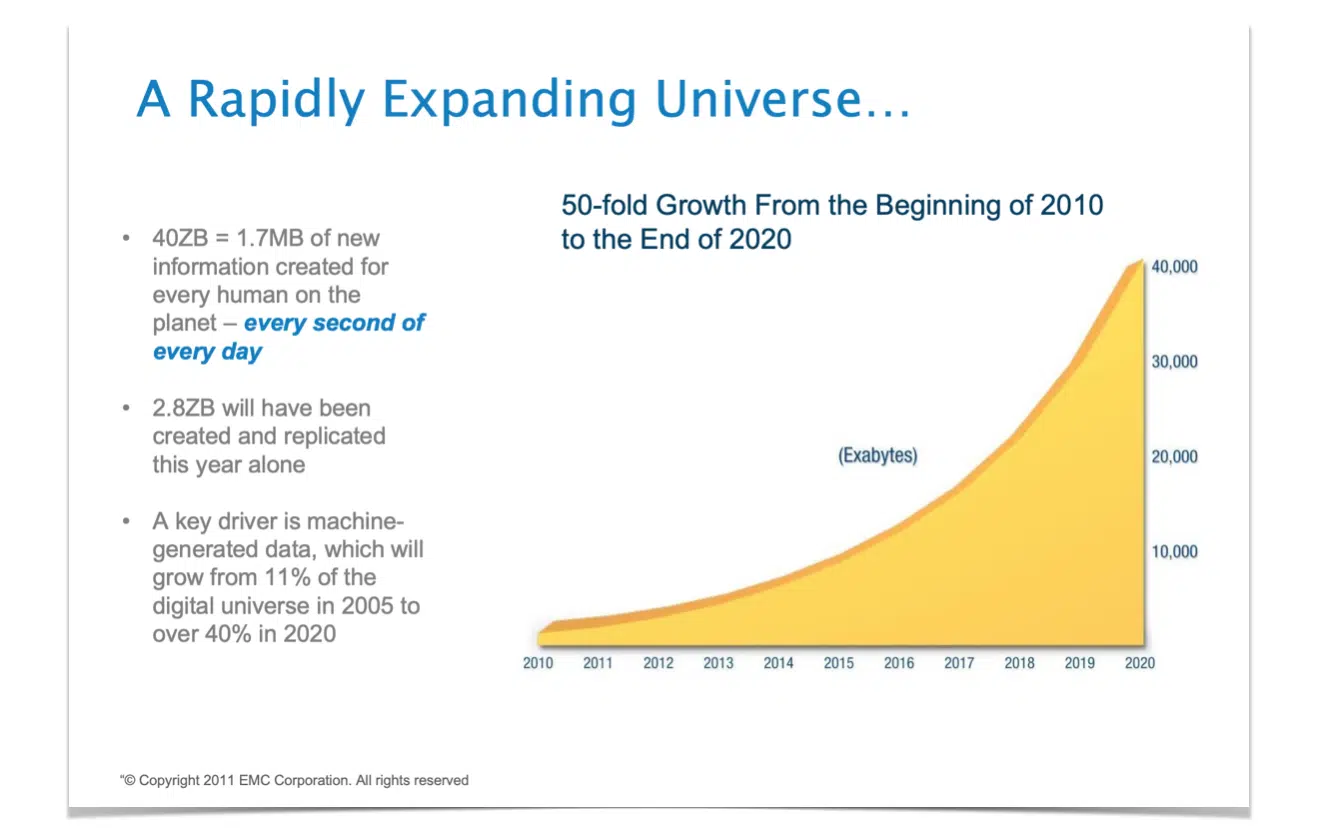 A Rapidly Expanding Universe…
• 40ZB = 1.7MB of new
information created for
every human on the
planet – every second of
every day
• 2.8ZB will have been
created and replicated
this year alone
• A key driver is machine-
generated data, which will
grow from 11% of the
digital universe in 2005 to
over 40% in 2020
50-fold Growth From the Beginning of 2010
to the End of 2020
40,000
30,000
(Exabytes)
20,000
10,000
2010 2011 2012 2013 2014 2015 2016 2017 2018 2019 2020
“© Copyright 2011 EMC Corporation. All rights reserved